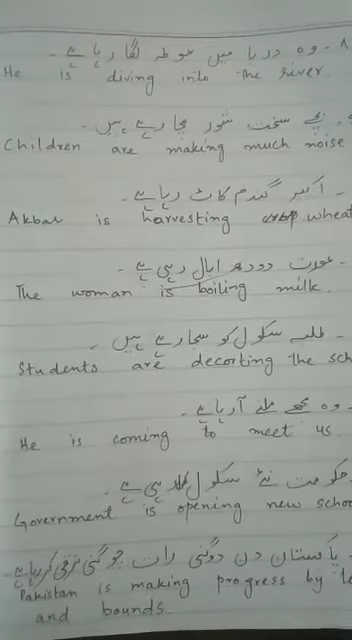 ۸ - وہ دریا میں غوطہ لگا رہا ہے۔
He is diving into the river.
بچے سخت شور مچا رہے ہیں۔
Children are making much noise
- اکبر گندم کاٹ رہا ہے۔
Akbar is harvesting wheat
- عورت دودھ ابال رہی ہے۔
The woman is boiling milk.
- طلبہ سکول کو سجا رہے ہیں۔
Students are decorting the sch
- وہ مجھے ملنے آ رہا ہے۔
He is coming to meet us
حکومت نئے سکول کھول رہی ہے۔
Government is opening new schoo
- پاکستان دن دوگنی رات چوگنی ترقی کر رہا ہے۔
Pakistan is making progress by le
and bounds.